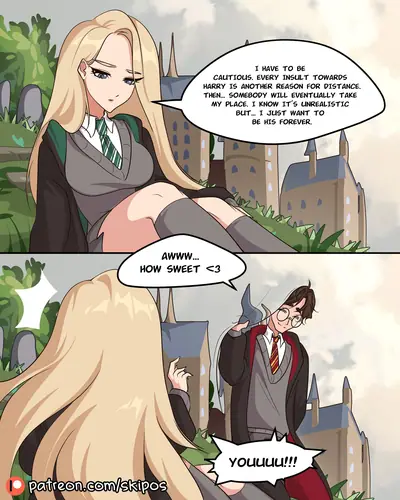 I HAVE TO BE
CAUTIOUS. EVERY INSULT TOWARDS
HARRY IS ANOTHER REASON FOR DISTANCE.
THEN... SOMEBODY WILL EVENTUALLY TAKE
MY PLACE. I KNOW IT'S UNREALISTIC
BUT... I JUST WANT TO
BE HIS FOREVER.
AWWW...
HOW SWEET <3
YOUUUU!!!
patreon.com/skipos